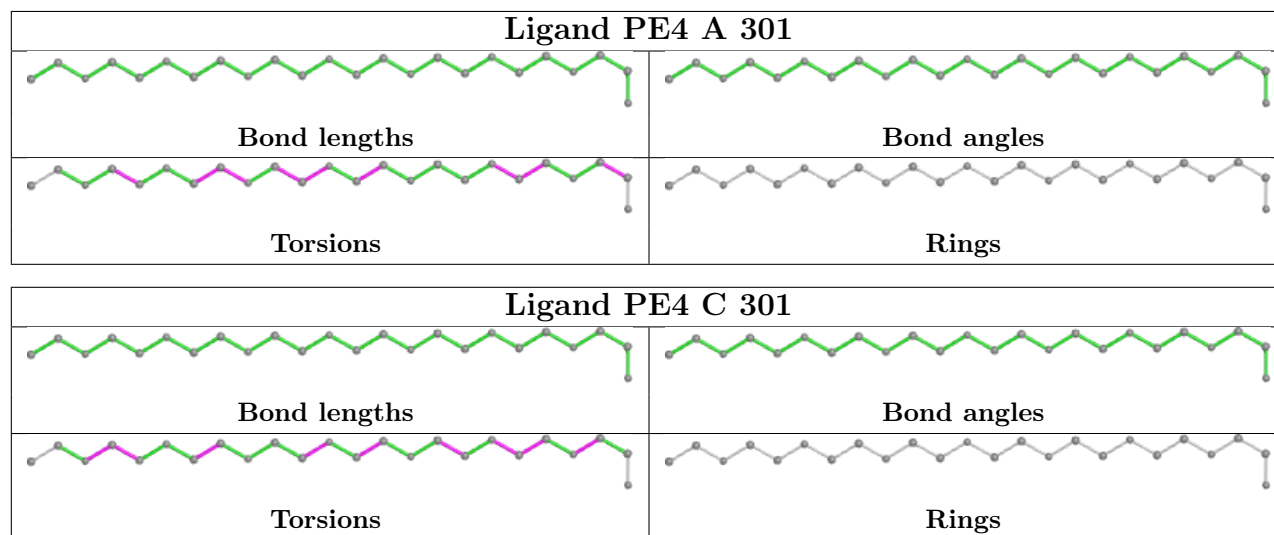 Ligand PE4 A 301
Bond lengths
Bond angles
Torsions
Rings
Ligand PE4 C 301
Bond lengths
Bond angles
Torsions
Rings